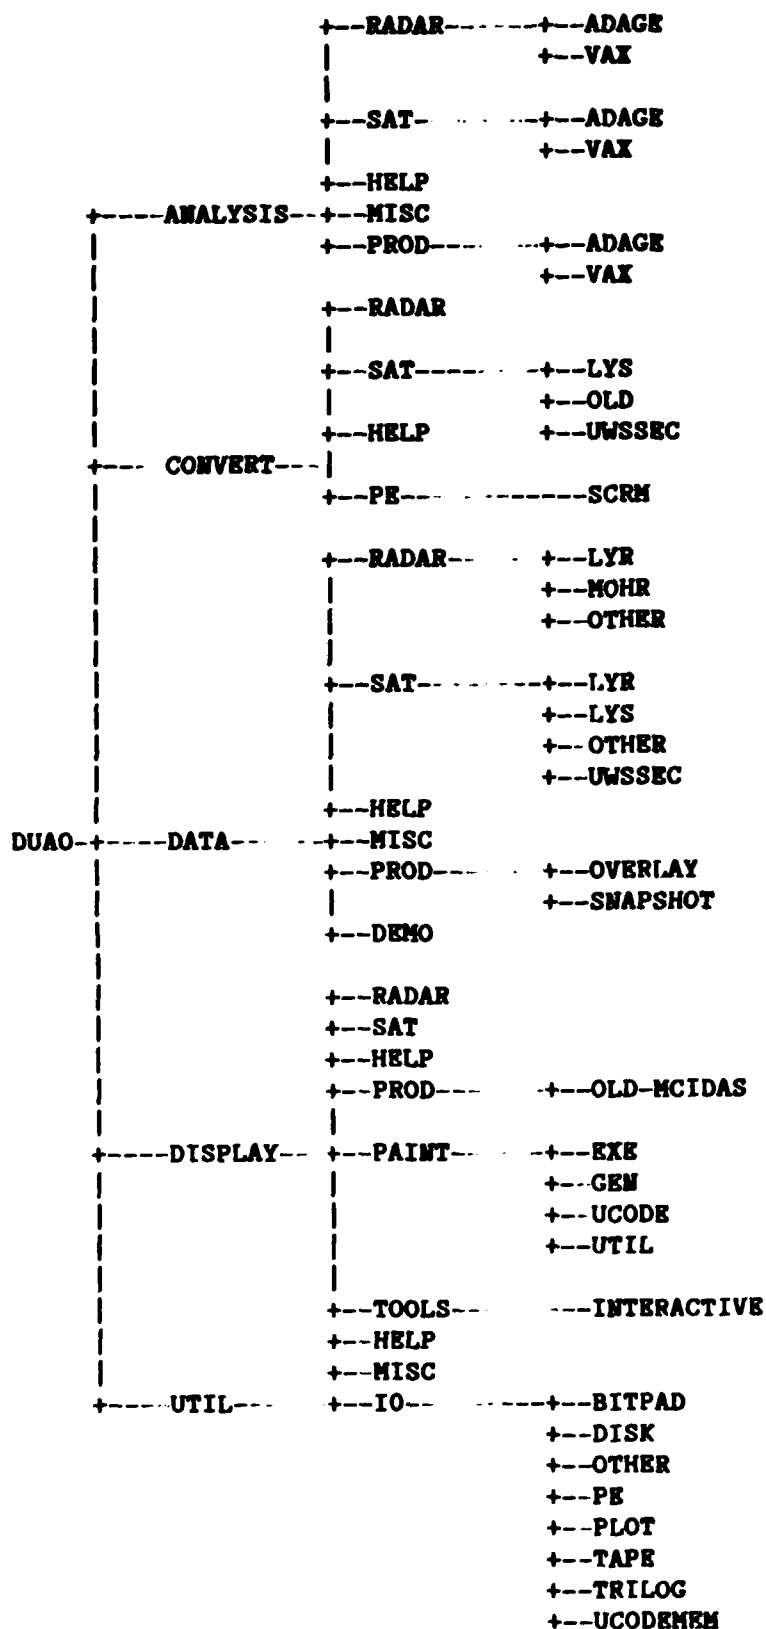 +--RADAR-------+--ADAGE
| +--VAX
|
+--SAT- - - --+--ADAGE
| +--VAX
|
+--HELP
+----ANALYSIS--+--MISC
| +--PROD---- --+--ADAGE
| +--VAX
| +--RADAR
| |
| +--SAT----- - -+--LYS
| | +--OLD
| +--HELP +--UWSSEC
+--- CONVERT---|
| +--PE-- - -------SCRM
|
| +--RADAR-- - +--LYR
| | +--MOHR
| | +--OTHER
| |
| +--SAT- - - - ---+--LYR
| | +--LYS
| | +--OTHER
| | +--UWSSEC
| +--HELP
DUAO-+----DATA-- --+--MISC
| +--PROD---- - +--OVERLAY
| | +--SNAPSHOT
| +--DEMO
|
| +--RADAR
| +--SAT
| +--HELP
| +--PROD--- -+--OLD-MCIDAS
| |
+----DISPLAY-- +--PAINT-- - --+--EXE
| | +--GEN
| | +--UCODE
| | +--UTIL
| |
| +--TOOLS-- ---INTERACTIVE
| +--HELP
| +--MISC
+----UTIL--- +--IO-- -----+--BITPAD
+--DISK
+--OTHER
+--PE
+--PLOT
+--TAPE
+--TRILOG
+--UCODEMEM